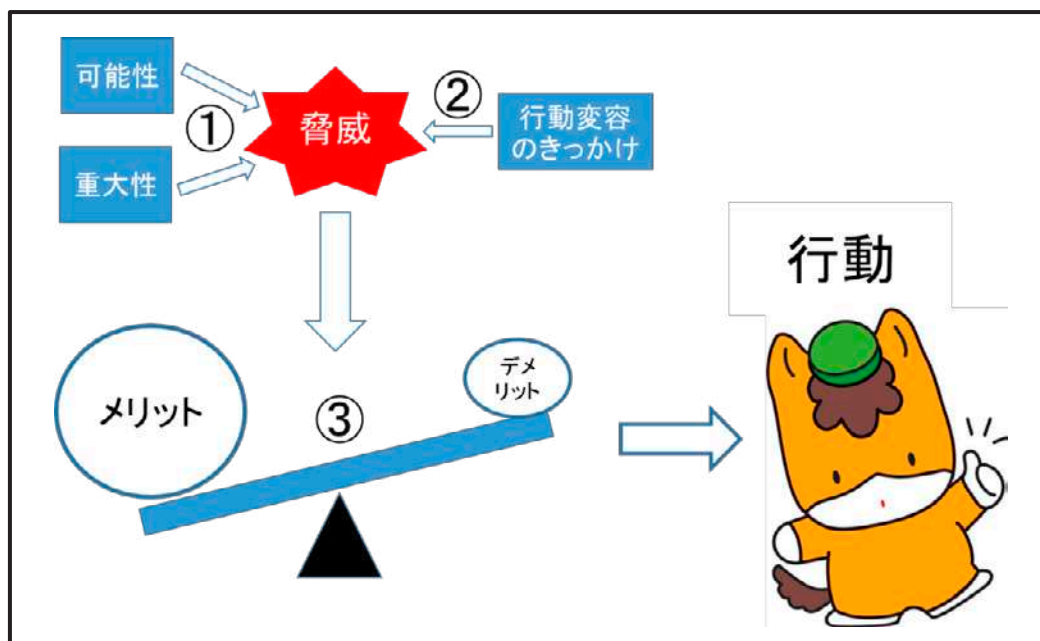 可能性
①
重大性
脅威
②
行動変容
のきっかけ
メリット
③
デメ
リット
行動